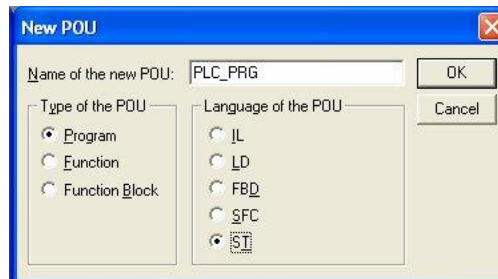 New POU
Name of the new POU: PLC_PRG
OK
Cancel
Type of the POU
Program
Function
Function Block
Language of the POU
IL
LD
FBD
SFC
ST